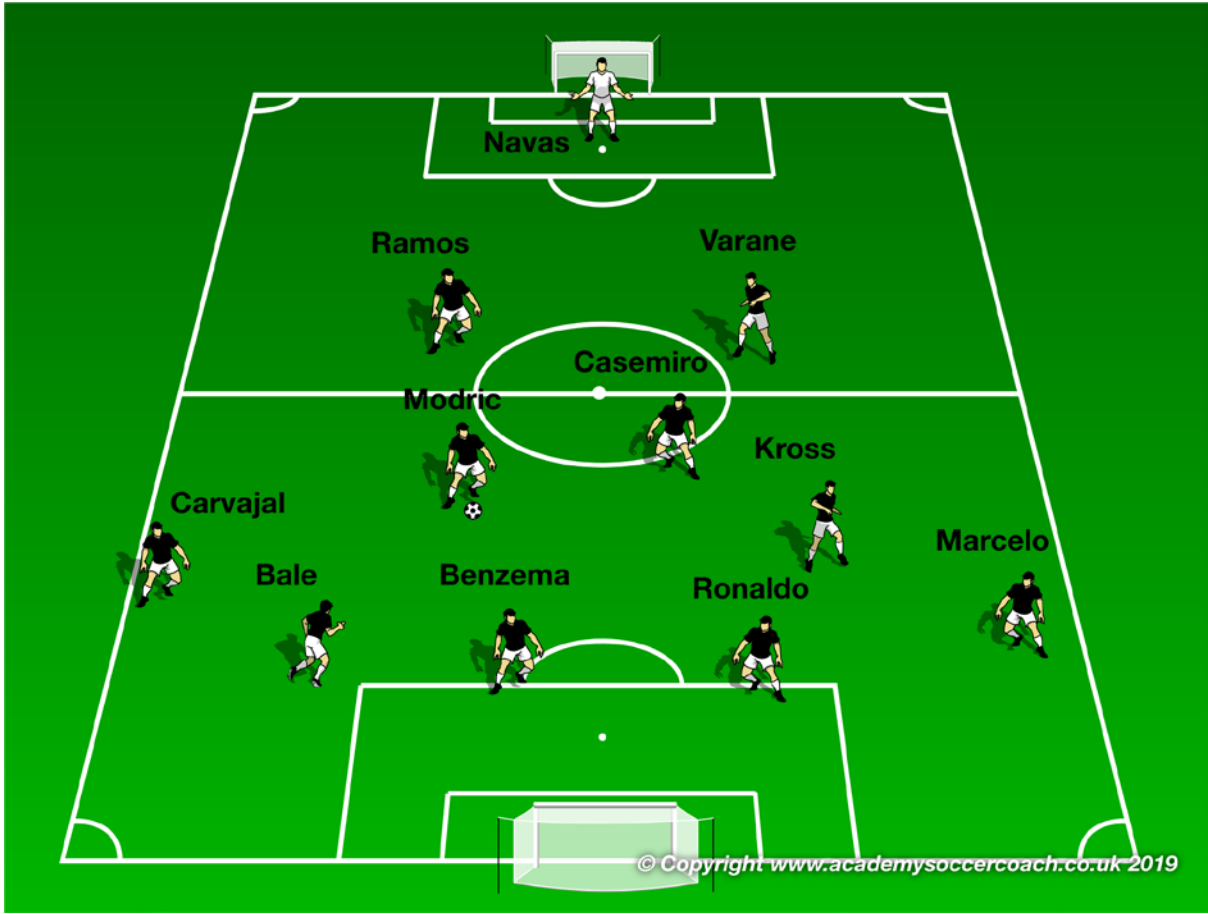 Navas
Ramos
Varane
Casemiro
Modric
Kross
Carvajal
Marcelo
Bale
Benzema
Ronaldo
© Copyright www.academysoccercoach.co.uk 2019